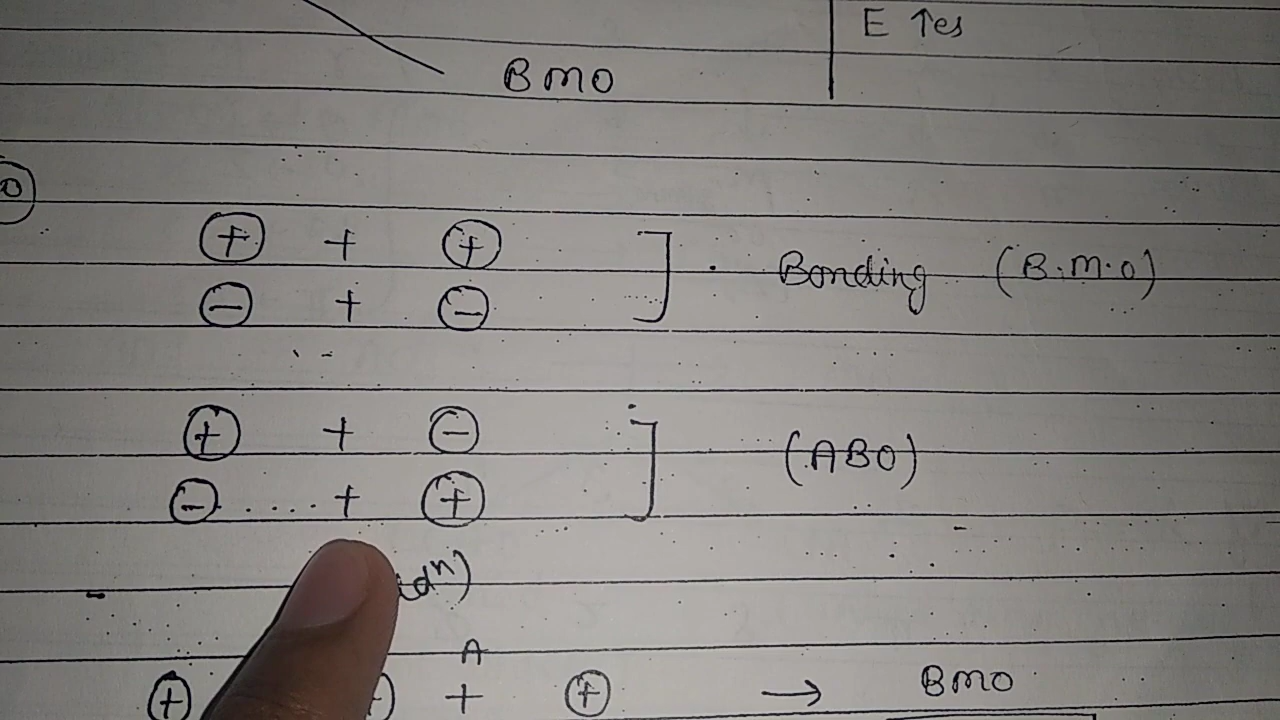 E ↑es
BMO
⊕ + ⊕
Bonding (B.M.O)
⊖ + ⊖
⊕ + ⊖
(ABO)
⊖ ..... + ⊕
A
⊕ + ⊕ → BMO